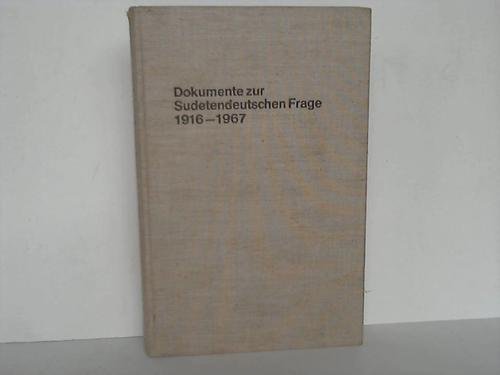 Dokumente zur
Sudetendeutschen Frage
1916—1967